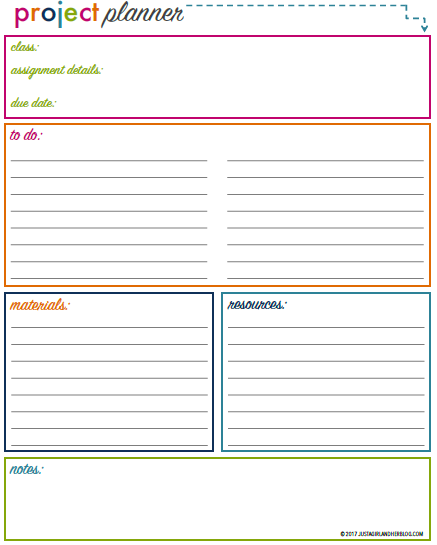 project planner
class:
assignment details:
due date:
to do:
materials:
resources:
notes:
© 2017 JUSTAGIRLANDHERBLOG.COM